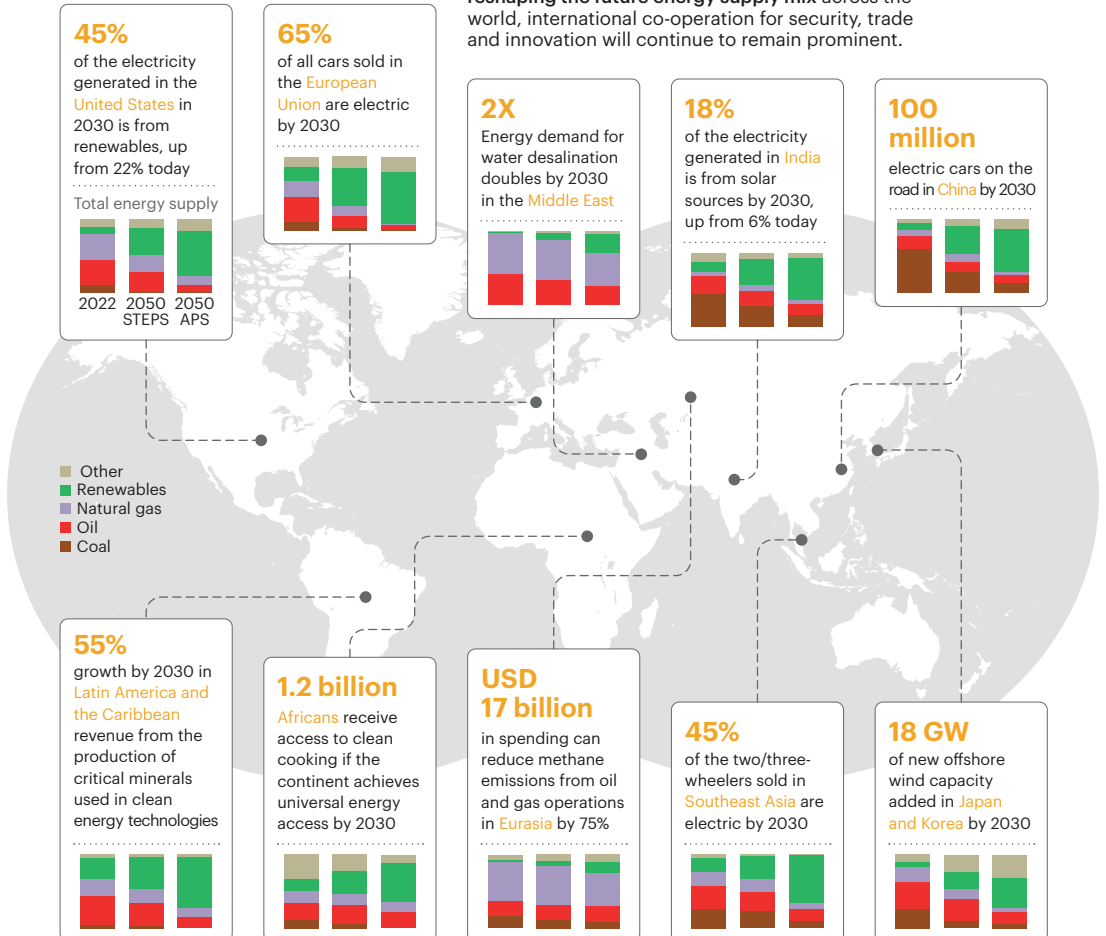 reshaping the future energy supply mix across the
world, international co-operation for security, trade
and innovation will continue to remain prominent.
45%
of the electricity
generated in the
United States in
2030 is from
renewables, up
from 22% today
Total energy supply
2022 2050 2050
STEPS APS
65%
of all cars sold in
the European
Union are electric
by 2030
2X
Energy demand for
water desalination
doubles by 2030
in the Middle East
18%
of the electricity
generated in India
is from solar
sources by 2030,
up from 6% today
100
million
electric cars on the
road in China by 2030
Other
Renewables
Natural gas
Oil
Coal
55%
growth by 2030 in
Latin America and
the Caribbean
revenue from the
production of
critical minerals
used in clean
energy technologies
1.2 billion
Africans receive
access to clean
cooking if the
continent achieves
universal energy
access by 2030
USD
17 billion
in spending can
reduce methane
emissions from oil
and gas operations
in Eurasia by 75%
45%
of the two/three-
wheelers sold in
Southeast Asia are
electric by 2030
18 GW
of new offshore
wind capacity
added in Japan
and Korea by 2030